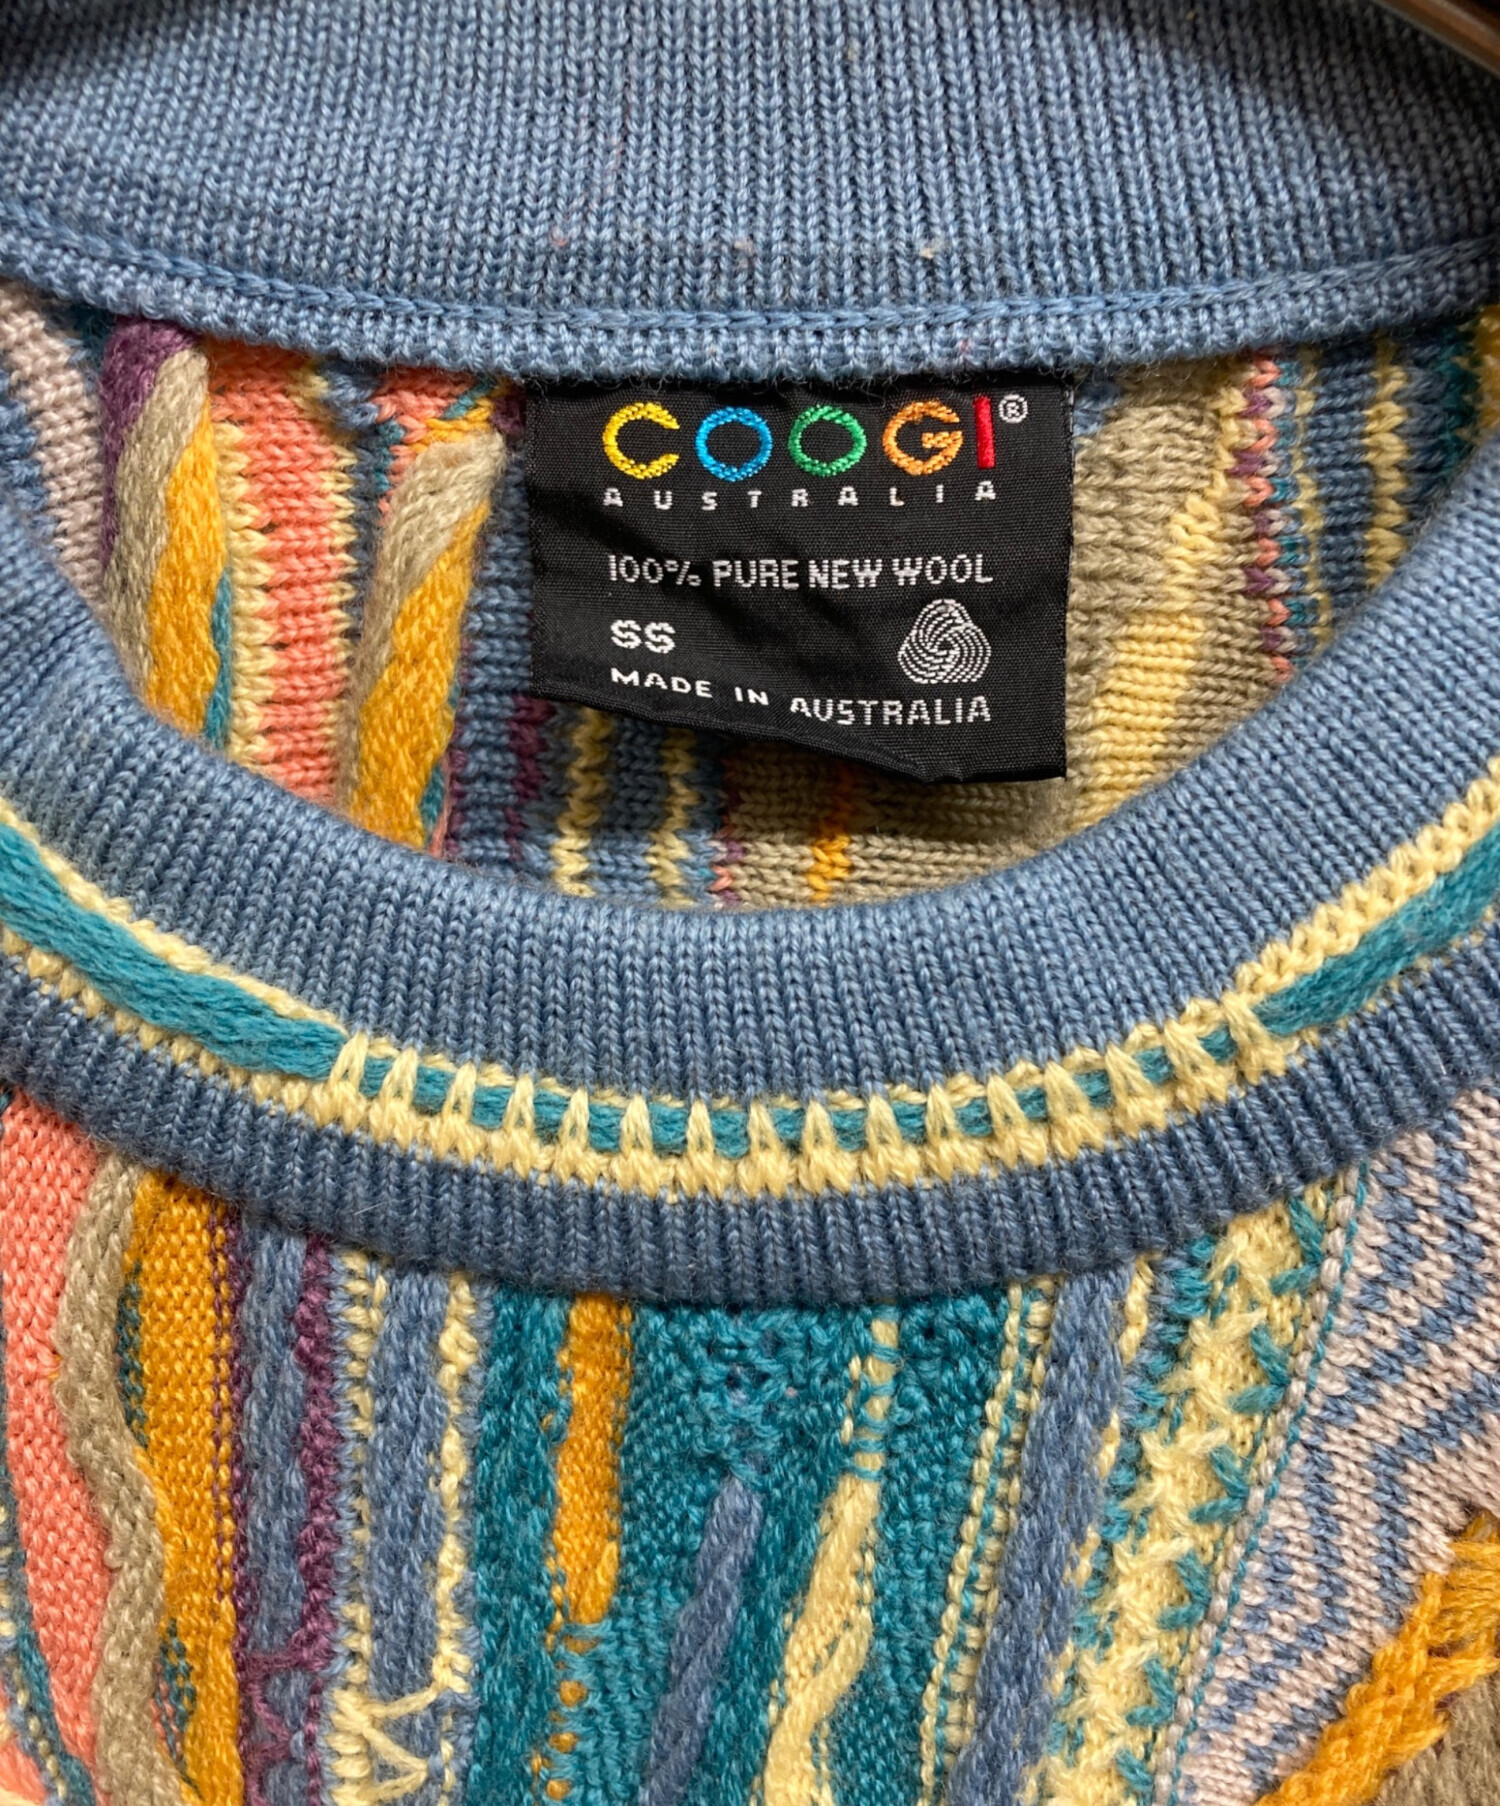 COOGI®
AUSTRALIA
100% PURE NEW WOOL
SS
MADE IN AUSTRALIA